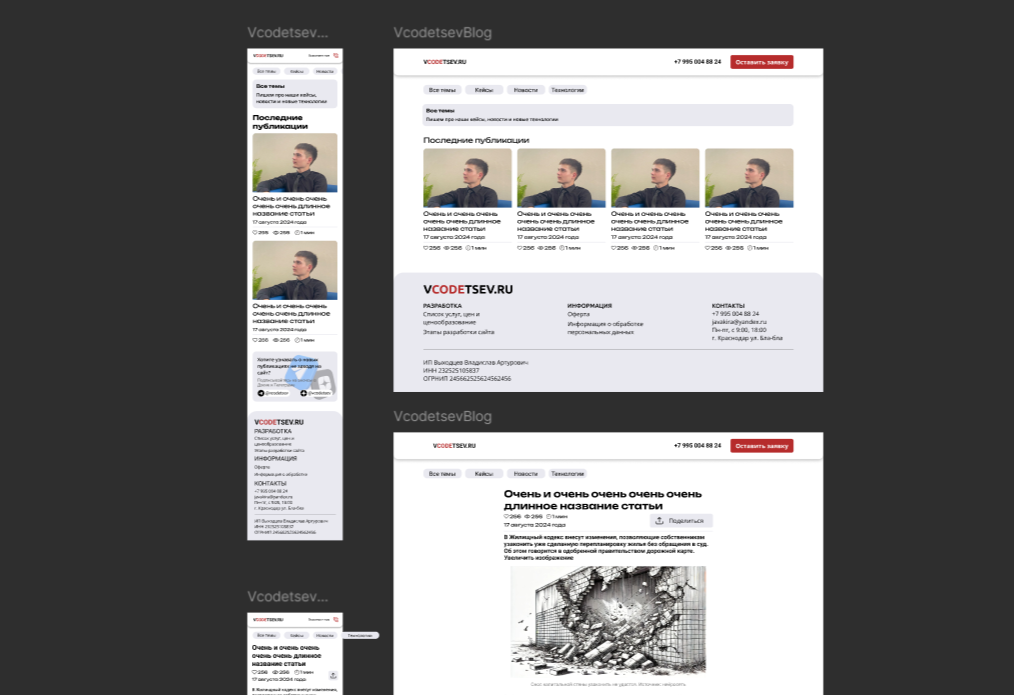 Vcodetsev...
VCODETSEV.RU
Все темы Кейсы Новости
Все темы
Пишем про наши кейсы,
новости и новые технологии
Последние
публикации
Очень и очень очень
очень очень длинное
название статьи
17 августа 2024 года
256 256 1 мин
Очень и очень очень
очень очень длинное
название статьи
17 августа 2024 года
256 256 1 мин
Хотите узнавать о новых
публикациях не заходя на
сайт?
@vcodetsev @vcodetsev
VCODETSEV.RU
РАЗРАБОТКА
Список услуг, цен и
ценообразование
Этапы разработки сайта
ИНФОРМАЦИЯ
Оферта
Информация о обработке
КОНТАКТЫ
+7 995 004 88 24
javakira@yandex.ru
Пн-пт, с 9:00, 18:00
г. Краснодар ул. Бла-бла
ИП Выходцев Владислав Артурович
ИНН 232525105837
ОГРНИП 245662525624562456
VcodetsevBlog
VCODETSEV.RU +7 995 004 88 24 Оставить заявку
Все темы Кейсы Новости Технологии
Все темы
Пишем про наши кейсы, новости и новые технологии
Последние публикации
Очень и очень очень
очень очень длинное
название статьи
17 августа 2024 года
256 256 1 мин
Очень и очень очень
очень очень длинное
название статьи
17 августа 2024 года
256 256 1 мин
Очень и очень очень
очень очень длинное
название статьи
17 августа 2024 года
256 256 1 мин
Очень и очень очень
очень очень длинное
название статьи
17 августа 2024 года
256 256 1 мин
VCODETSEV.RU
РАЗРАБОТКА
Список услуг, цен и
ценообразование
Этапы разработки сайта
ИНФОРМАЦИЯ
Оферта
Информация о обработке
персональных данных
КОНТАКТЫ
+7 995 004 88 24
javakira@yandex.ru
Пн-пт, с 9:00, 18:00
г. Краснодар ул. Бла-бла
ИП Выходцев Владислав Артурович
ИНН 232525105837
ОГРНИП 245662525624562456
Vcodetsev...
VCODETSEV.RU
Все темы Кейсы Новости Технологии
Очень и очень очень
очень очень длинное
название статьи
256 256 1 мин
17 августа 2024 года
В Жилищный кодекс внесут изменения,
VcodetsevBlog
VCODETSEV.RU +7 995 004 88 24 Оставить заявку
Все темы Кейсы Новости Технологии
Очень и очень очень очень очень
длинное название статьи
256 256 1 мин
17 августа 2024 года
Поделиться
В Жилищный кодекс внесут изменения, позволяющие собственникам
узаконить уже сделанную перепланировку жилья без обращения в суд.
Об этом говорится в одобренной правительством дорожной карте.
Увеличить изображение